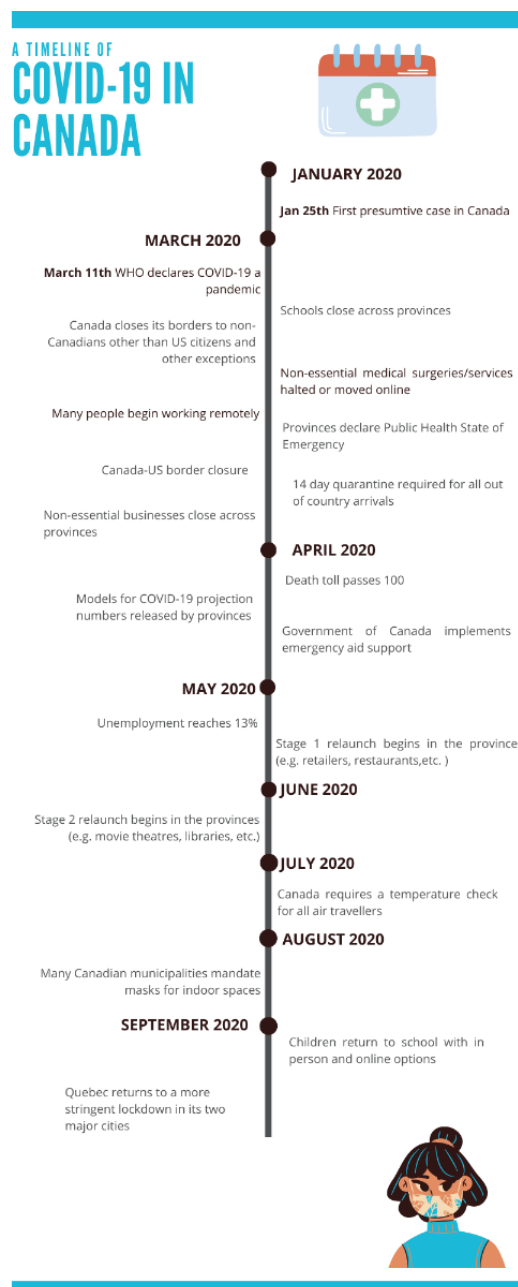 A TIMELINE OF
COVID-19 IN
CANADA
JANUARY 2020
Jan 25th First presumtive case in Canada
MARCH 2020
March 11th WHO declares COVID-19 a
pandemic
Schools close across provinces
Canada closes its borders to non-
Canadians other than US citizens and
other exceptions
Non-essential medical surgeries/services
halted or moved online
Many people begin working remotely
Provinces declare Public Health State of
Emergency
Canada-US border closure
14 day quarantine required for all out
of country arrivals
Non-essential businesses close across
provinces
APRIL 2020
Death toll passes 100
Models for COVID-19 projection
numbers released by provinces
Government of Canada implements
emergency aid support
MAY 2020
Unemployment reaches 13%
Stage 1 relaunch begins in the province
(e.g. retailers, restaurants,etc. )
JUNE 2020
Stage 2 relaunch begins in the provinces
(e.g. movie theatres, libraries, etc.)
JULY 2020
Canada requires a temperature check
for all air travellers
AUGUST 2020
Many Canadian municipalities mandate
masks for indoor spaces
SEPTEMBER 2020
Children return to school with in
person and online options
Quebec returns to a more
stringent lockdown in its two
major cities